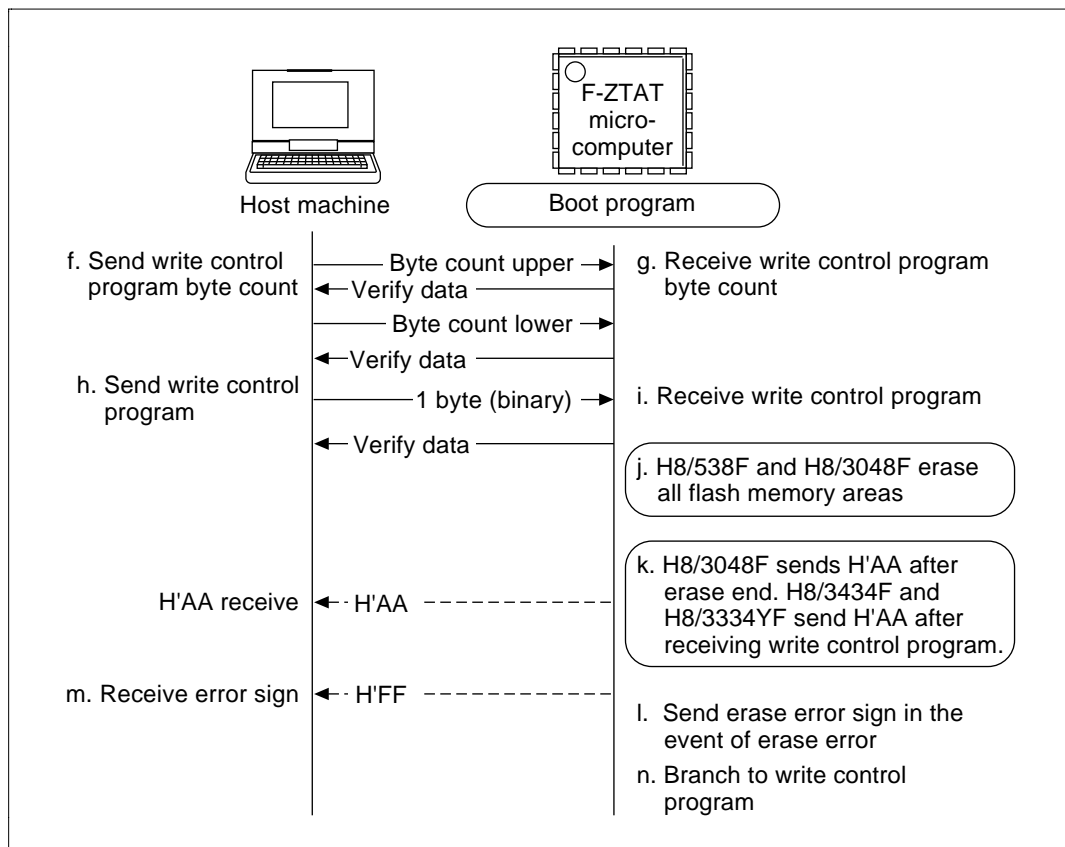 F-ZTAT
micro-
computer
Host machine
Boot program
f. Send write control
program byte count
Byte count upper
g. Receive write control program
byte count
Verify data
Byte count lower
Verify data
h. Send write control
program
1 byte (binary)
i. Receive write control program
Verify data
j. H8/538F and H8/3048F erase
all flash memory areas
k. H8/3048F sends H'AA after
erase end. H8/3434F and
H8/3334YF send H'AA after
receiving write control program.
H'AA receive
H'AA
m. Receive error sign
H'FF
l. Send erase error sign in the
event of erase error
n. Branch to write control
program